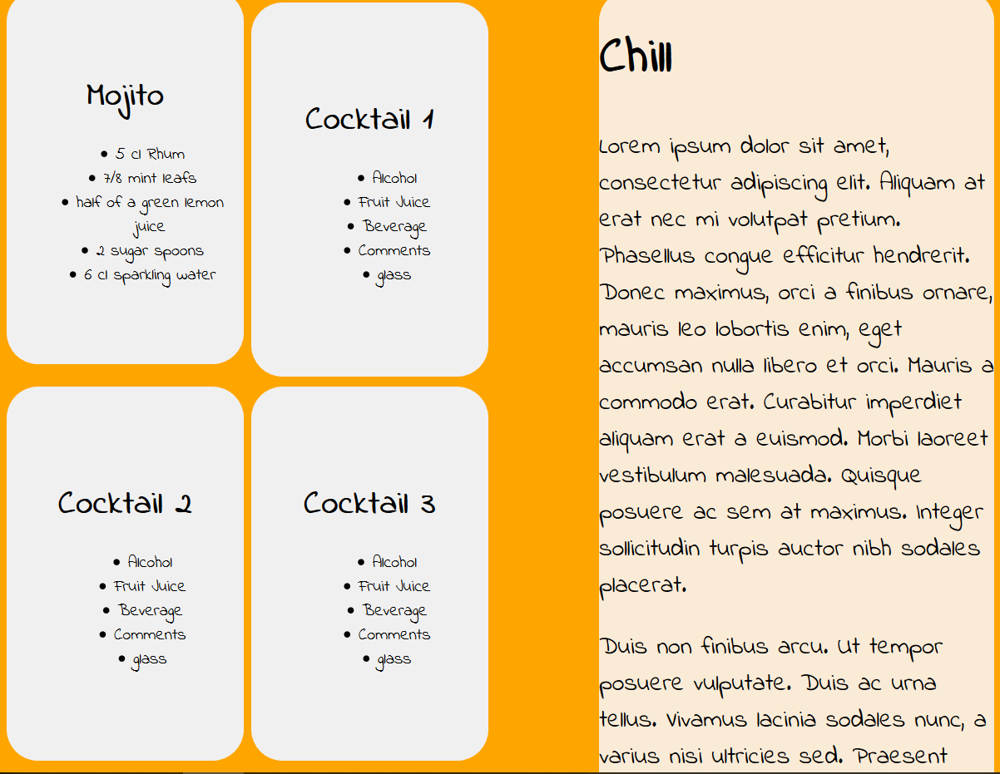 Mojito
• 5 cl Rhum
• 7/8 mint leafs
• half of a green lemon
juice
• 2 sugar spoons
• 6 cl sparkling water
Cocktail 1
• Alcohol
• Fruit Juice
• Beverage
• Comments
• glass
Cocktail 2
• Alcohol
• Fruit Juice
• Beverage
• Comments
• glass
Cocktail 3
• Alcohol
• Fruit Juice
• Beverage
• Comments
• glass
Chill
Lorem ipsum dolor sit amet,
consectetur adipiscing elit. Aliquam at
erat nec mi volutpat pretium.
Phasellus congue efficitur hendrerit.
Donec maximus, orci a finibus ornare,
mauris leo lobortis enim, eget
accumsan nulla libero et orci. Mauris a
commodo erat. Curabitur imperdiet
aliquam erat a euismod. Morbi laoreet
vestibulum malesuada. Quisque
posuere ac sem at maximus. Integer
sollicitudin turpis auctor nibh sodales
placerat.
Duis non finibus arcu. Ut tempor
posuere vulputate. Duis ac urna
tellus. Vivamus lacinia sodales nunc, a
varius nisi ultricies sed. Praesent